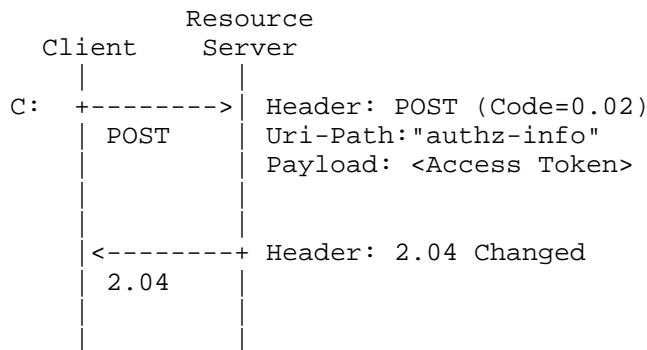 Resource
Client Server
C: +--------> Header: POST (Code=0.02)
POST Uri-Path:"authz-info"
Payload: <Access Token>
<--------+ Header: 2.04 Changed
2.04